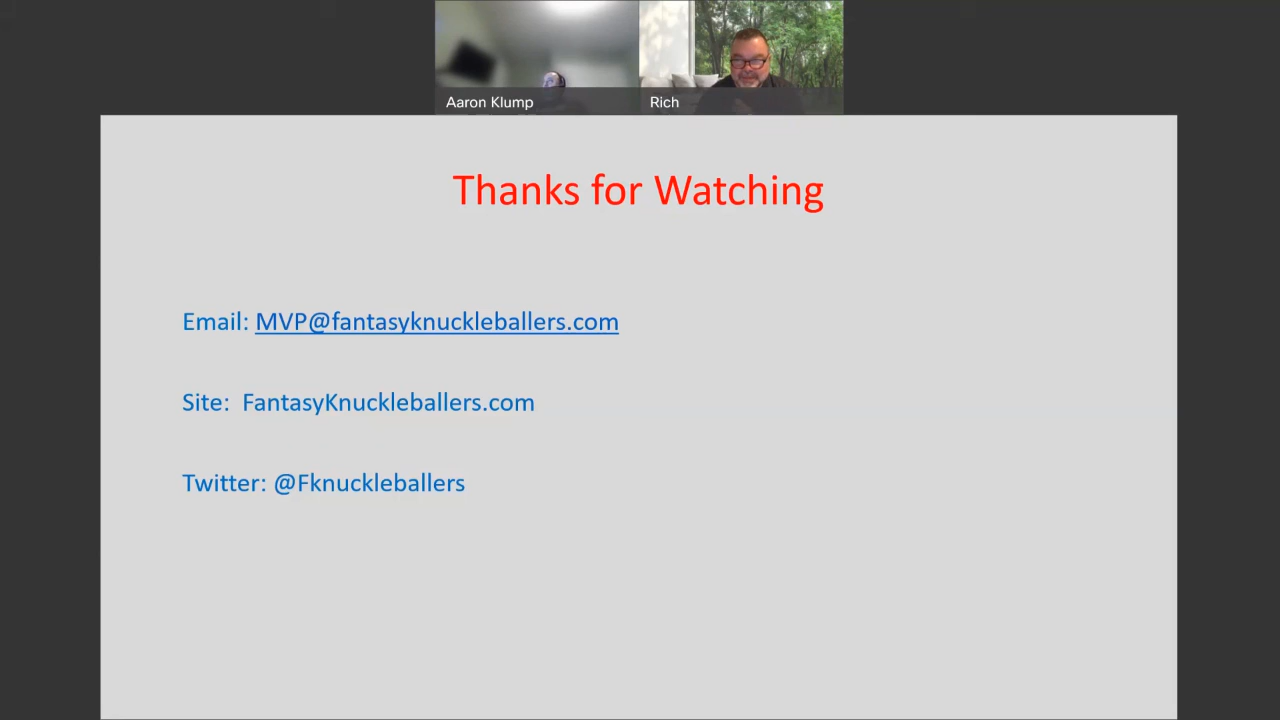 Aaron Klump
Rich
Thanks for Watching
Email: MVP@fantasyknuckleballers.com
Site: FantasyKnuckleballers.com
Twitter: @Fknuckleballers